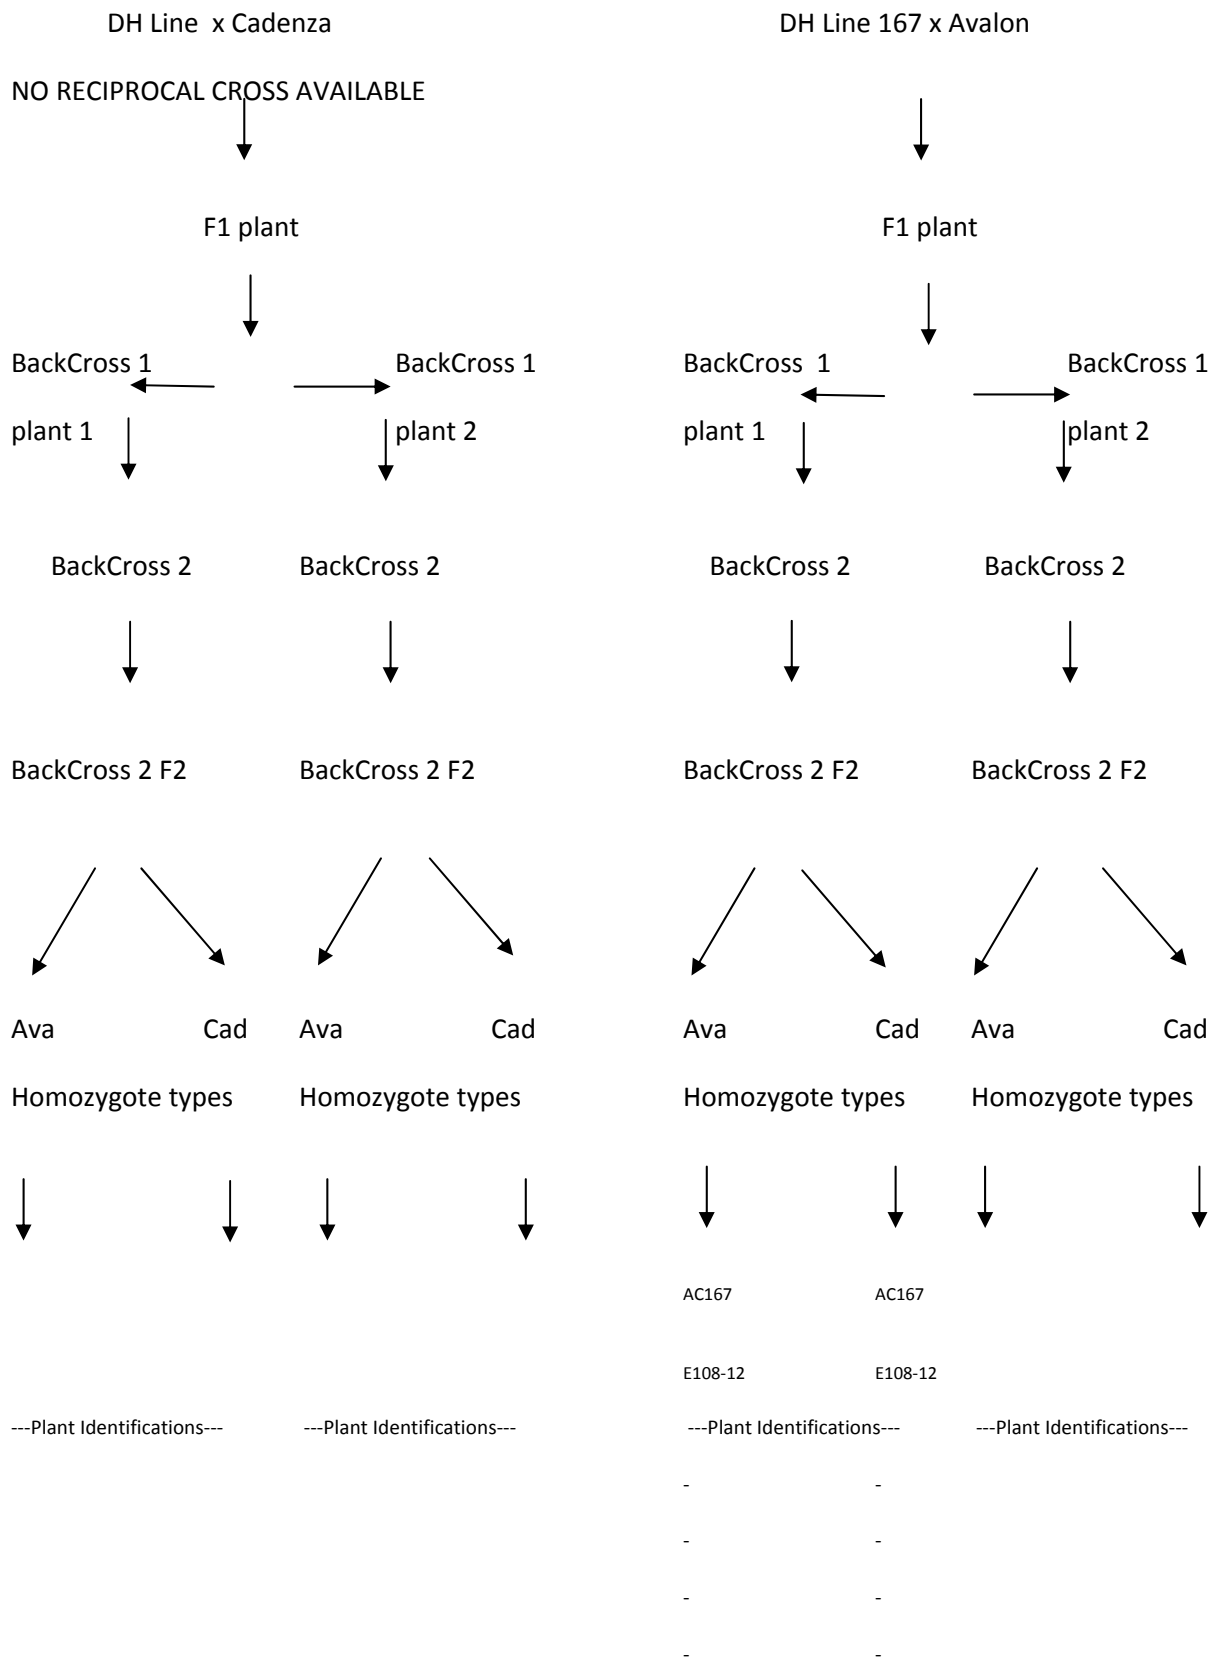 DH Line x Cadenza DH Line 167 x Avalon
NO RECIPROCAL CROSS AVAILABLE
F1 plant F1 plant
BackCross 1 BackCross 1 BackCross 1 BackCross 1
plant 1 plant 2 plant 1 plant 2
BackCross 2 BackCross 2 BackCross 2 BackCross 2
BackCross 2 F2 BackCross 2 F2 BackCross 2 F2 BackCross 2 F2
Ava Cad Ava Cad Ava Cad Ava Cad
Homozygote types Homozygote types Homozygote types Homozygote types
AC167 AC167
E108-12 E108-12
---Plant Identifications--- ---Plant Identifications--- ---Plant Identifications--- ---Plant Identifications---
- -
- -
- -
- -